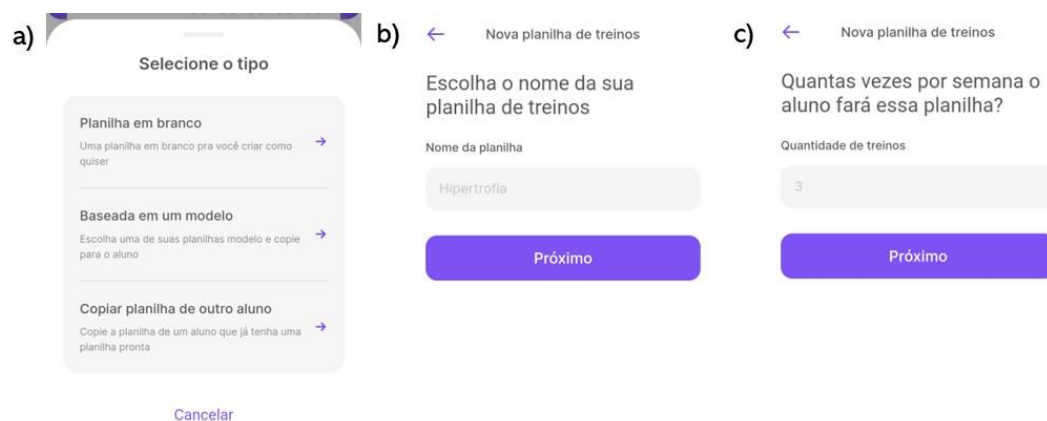 a)
Selecione o tipo
Planilha em branco
Uma planilha em branco pra você criar como
quiser
Baseada em um modelo
Escolha uma de suas planilhas modelo e copie
para o aluno
Copiar planilha de outro aluno
Copie a planilha de um aluno que já tenha uma
planilha pronta
Cancelar
b)
Nova planilha de treinos
Escolha o nome da sua
planilha de treinos
Nome da planilha
Hipertrofia
Próximo
c)
Nova planilha de treinos
Quantas vezes por semana o
aluno fará essa planilha?
Quantidade de treinos
3
Próximo